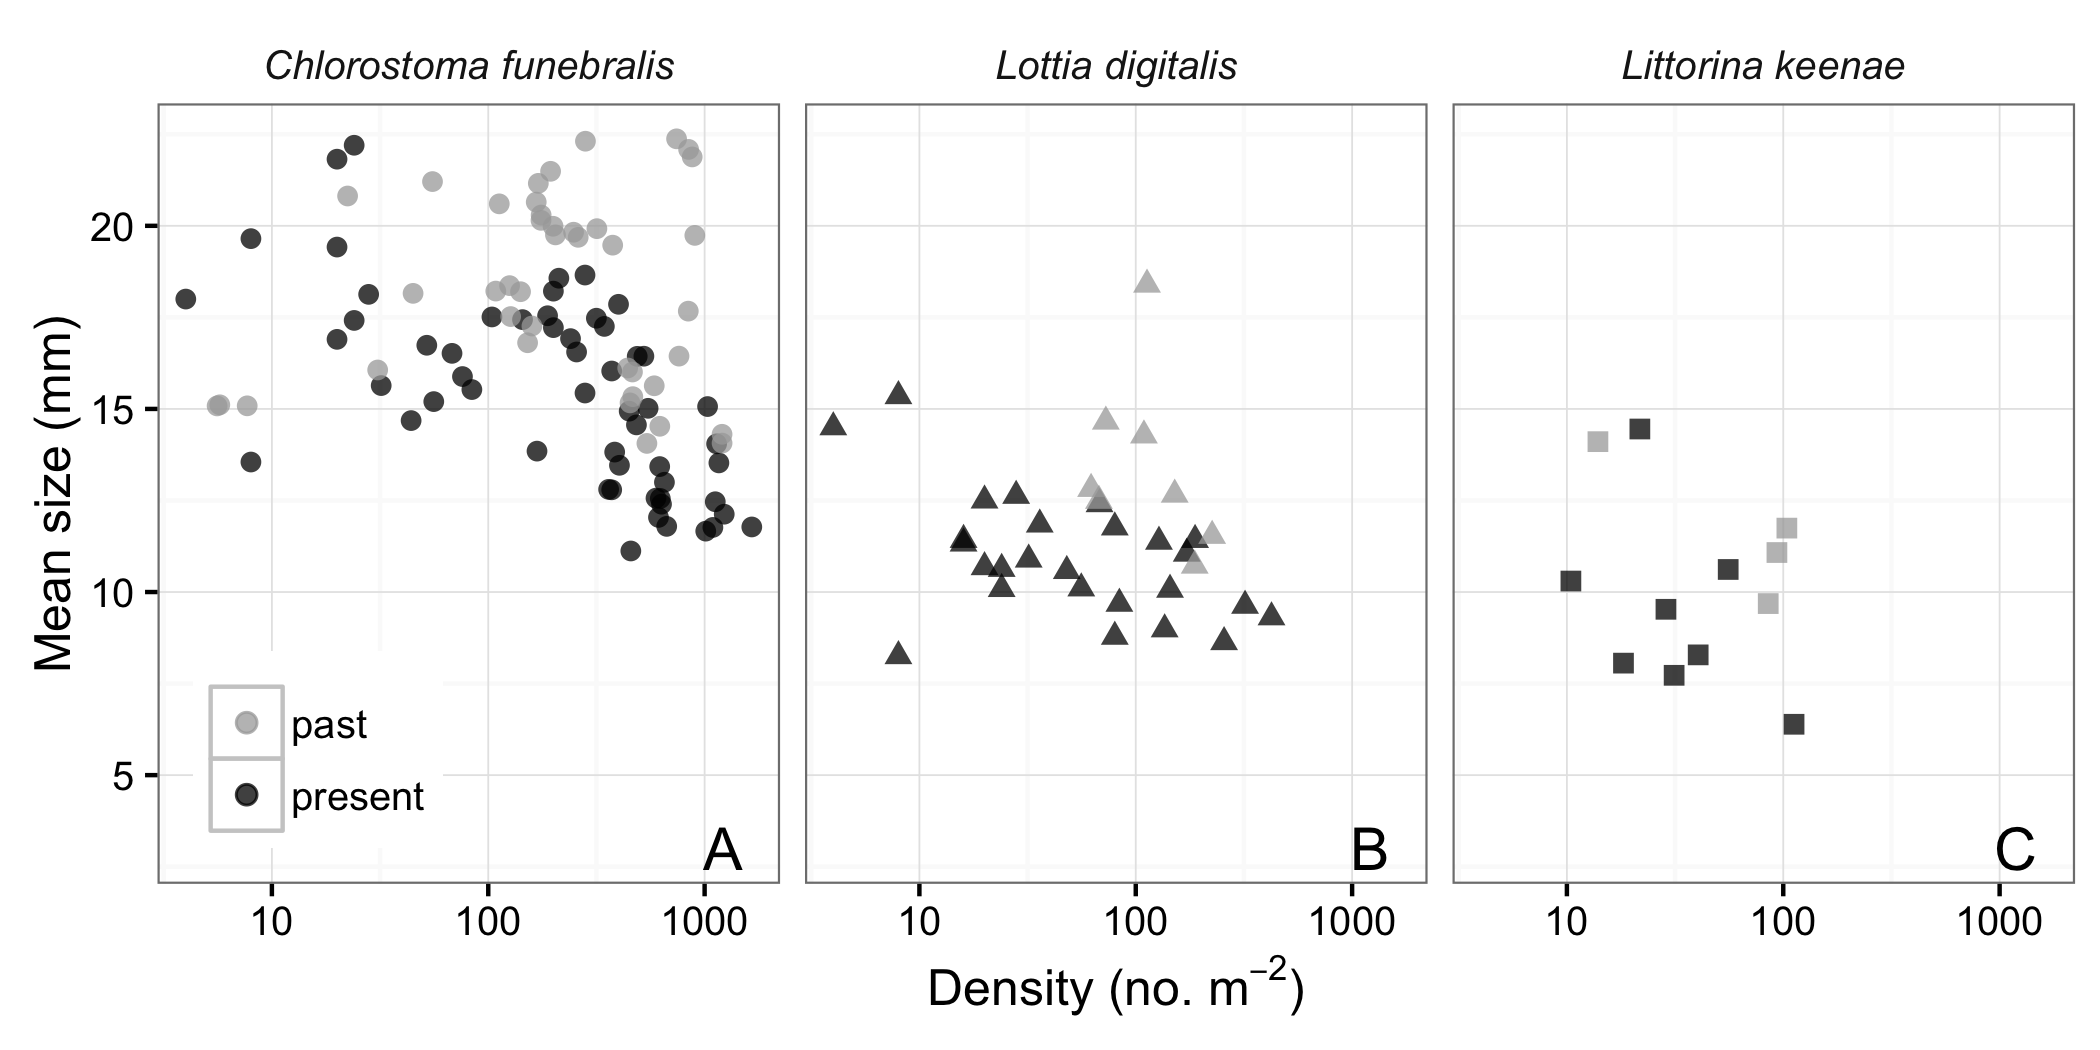 Chlorostoma funebralis
Lottia digitalis
Littorina keenae
Mean size (mm)
20
15
10
5
past
present
A
B
C
10 100 1000
10 100 1000
10 100 1000
Density (no. m⁻²)